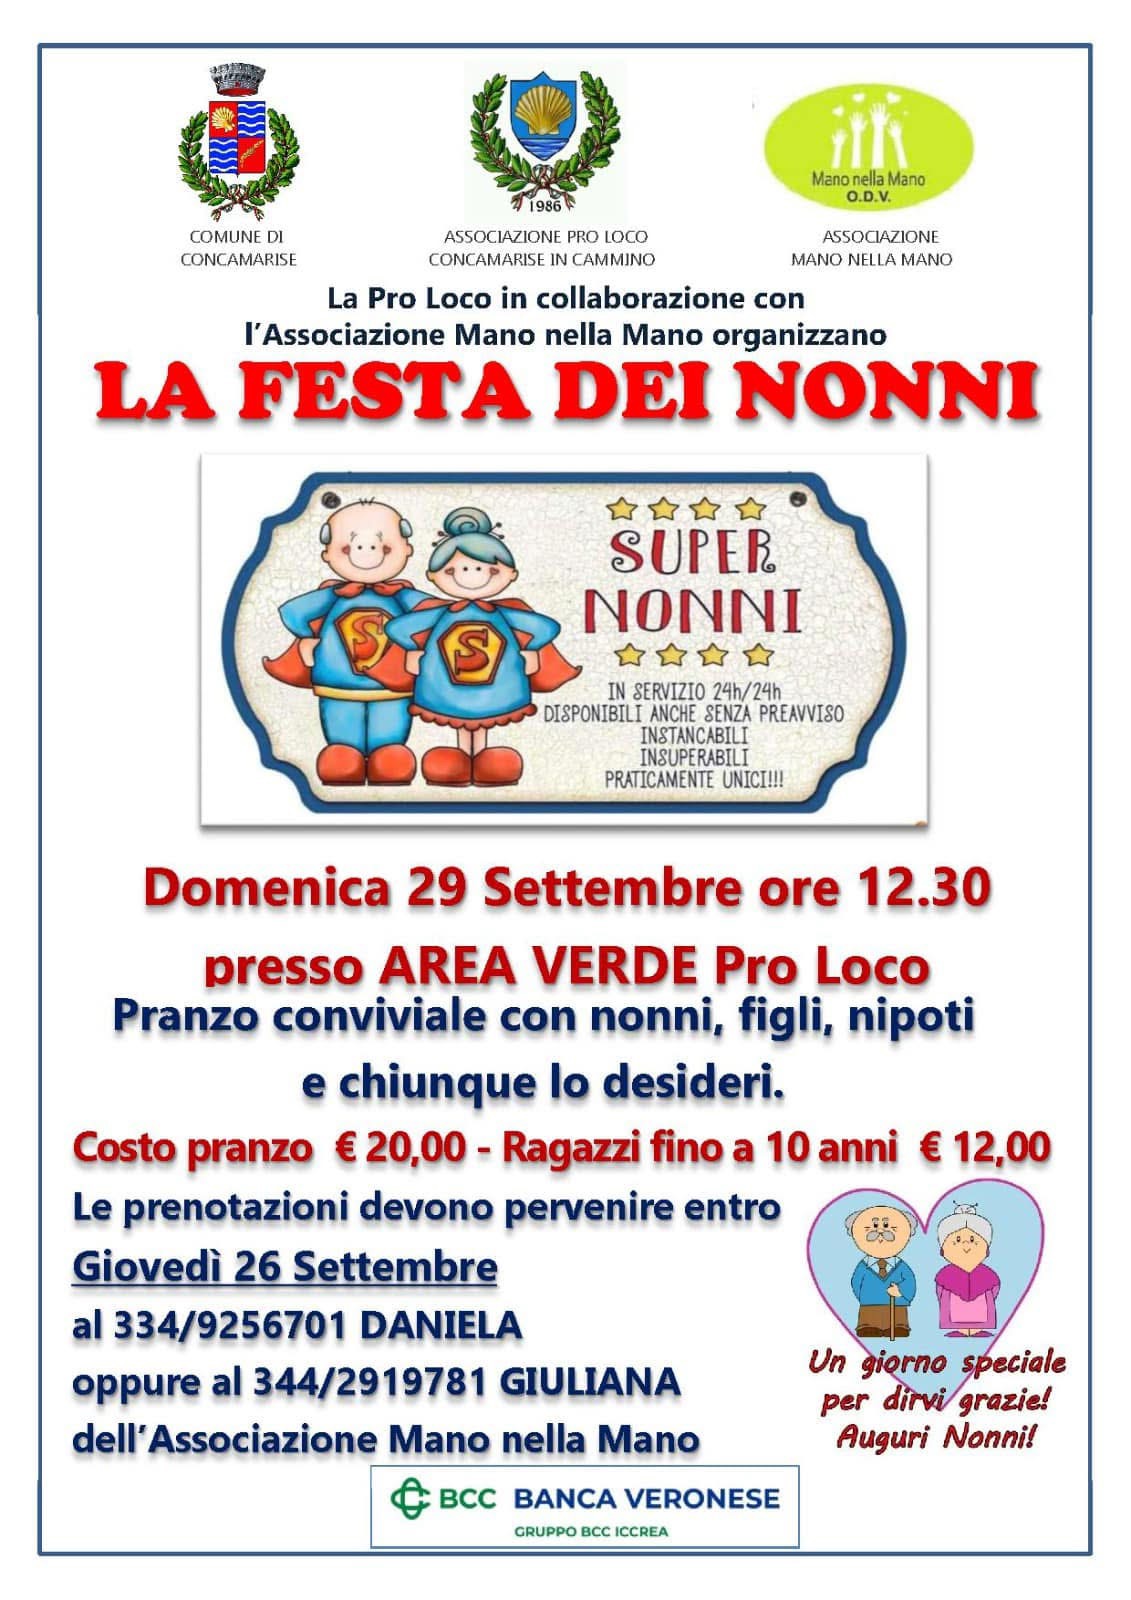 1986
Mano nella Mano
O.D.V.
COMUNE DI
CONCAMARISE
ASSOCIAZIONE PRO LOCO
CONCAMARISE IN CAMMINO
ASSOCIAZIONE
MANO NELLA MANO
La Pro Loco in collaborazione con
l'Associazione Mano nella Mano organizzano
LA FESTA DEI NONNI
SUPER
NONNI
S
S
IN SERVIZIO 24h/24h
DISPONIBILI ANCHE SENZA PREAVVISO
INSTANCABILI
INSUPERABILI
PRATICAMENTE UNICI!!!
Domenica 29 Settembre ore 12.30
presso AREA VERDE Pro Loco
Pranzo conviviale con nonni, figli, nipoti
e chiunque lo desideri.
Costo pranzo € 20,00 - Ragazzi fino a 10 anni € 12,00
Le prenotazioni devono pervenire entro
Giovedì 26 Settembre
al 334/9256701 DANIELA
oppure al 344/2919781 GIULIANA
dell'Associazione Mano nella Mano
Un giorno speciale
per dirvi grazie!
Auguri Nonni!
BCC BANCA VERONESE
GRUPPO BCC ICCREA